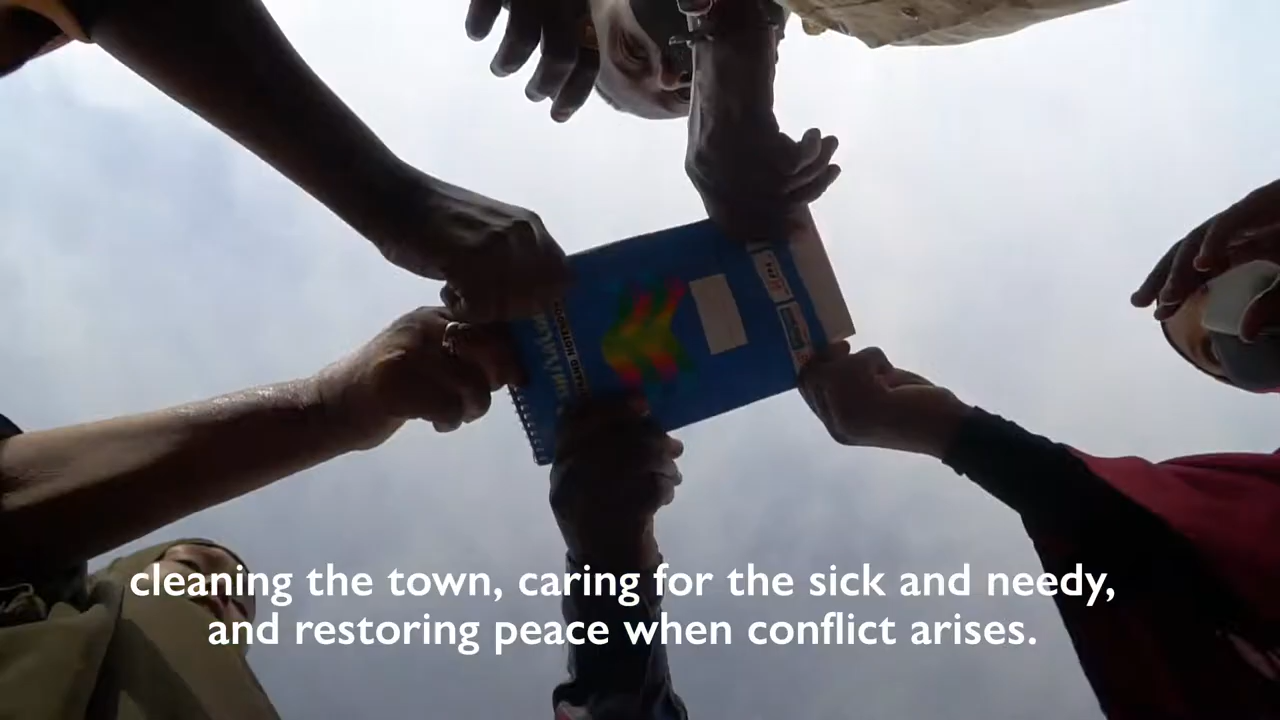 cleaning the town, caring for the sick and needy,
and restoring peace when conflict arises.